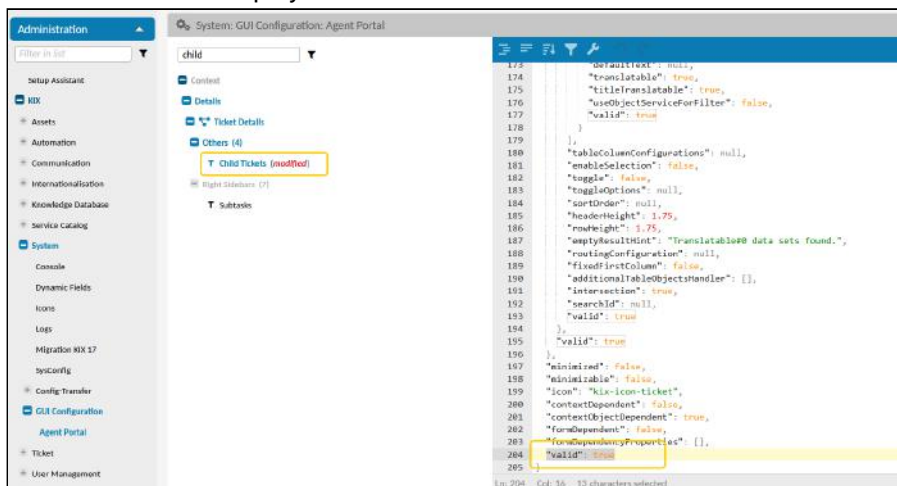 Administration
Filter in list
Setup Assistant
KIX
Assets
Automation
Communication
Internationalisation
Knowledge Database
Service Catalog
System
Console
Dynamic Fields
Icons
Logs
Migration KIX 17
SysConfig
Config-Transfer
GUI Configuration
Agent Portal
Ticket
User Management
System: GUI Configuration: Agent Portal
child
Context
Details
Ticket Details
Others (4)
Child Tickets (modified)
Right Sidebars (7)
Subtasks
173 "defaultText": null,
174 "translatable": true,
175 "titleTranslatable": true,
176 "useObjectServiceForFilter": false,
177 "valid": true
178 }
179 ],
180 "tableColumnConfigurations": null,
181 "enableSelection": false,
182 "toggle": false,
183 "toggleOptions": null,
184 "sortOrder": null,
185 "headerHeight": 1.75,
186 "rowHeight": 1.75,
187 "emptyResultHint": "Translatable#0 data sets found.",
188 "routingConfiguration": null,
189 "fixedFirstColumn": false,
190 "additionalTableObjectsHandler": [],
191 "intersection": true,
192 "searchId": null,
193 "valid": true
194 },
195 "valid": true
196 },
197 "minimized": false,
198 "minimizable": false,
199 "icon": "kix-icon-ticket",
200 "contextDependent": false,
201 "contextObjectDependent": true,
202 "formDependent": false,
203 "formDependencyProperties": [],
204 "valid": true
205 }
Ln: 204 Col: 16 13 characters selected